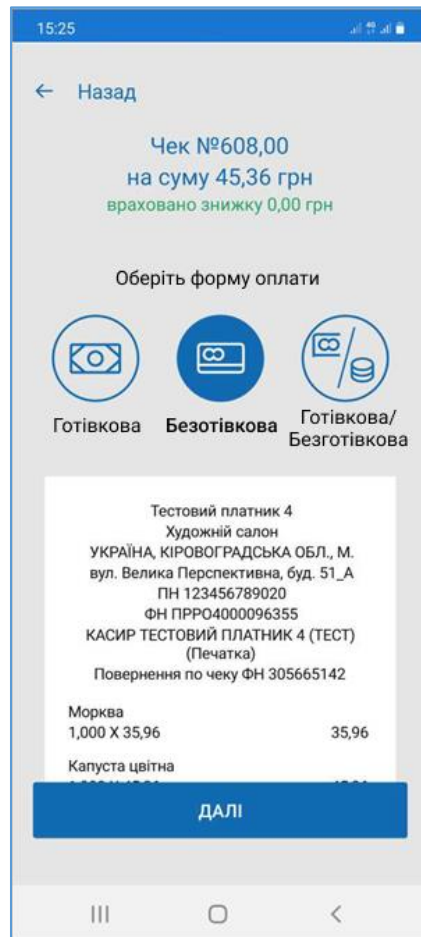 15:25
← Назад
Чек №608,00
на суму 45,36 грн
враховано знижку 0,00 грн
Оберіть форму оплати
Готівкова
Безотівкова
Готівкова/
Безготівкова
Тестовий платник 4
Художній салон
УКРАЇНА, КІРОВОГРАДСЬКА ОБЛ., М.
вул. Велика Перспективна, буд. 51_А
ПН 123456789020
ФН ПРРО4000096355
КАСИР ТЕСТОВИЙ ПЛАТНИК 4 (ТЕСТ)
(Печатка)
Повернення по чеку ФН 305665142
Морква
1,000 X 35,96 35,96
Капуста цвітна
ДАЛІ